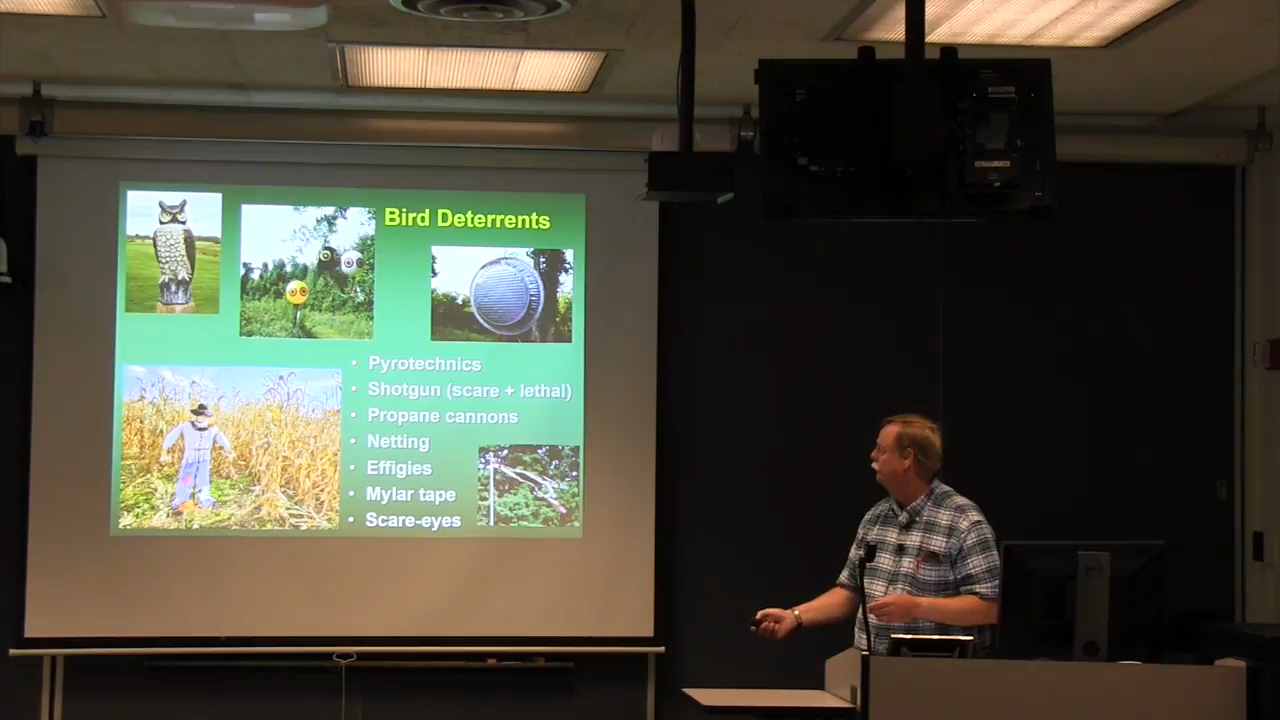 Bird Deterrents
• Pyrotechnics
• Shotgun (scare + lethal)
• Propane cannons
• Netting
• Effigies
• Mylar tape
• Scare-eyes